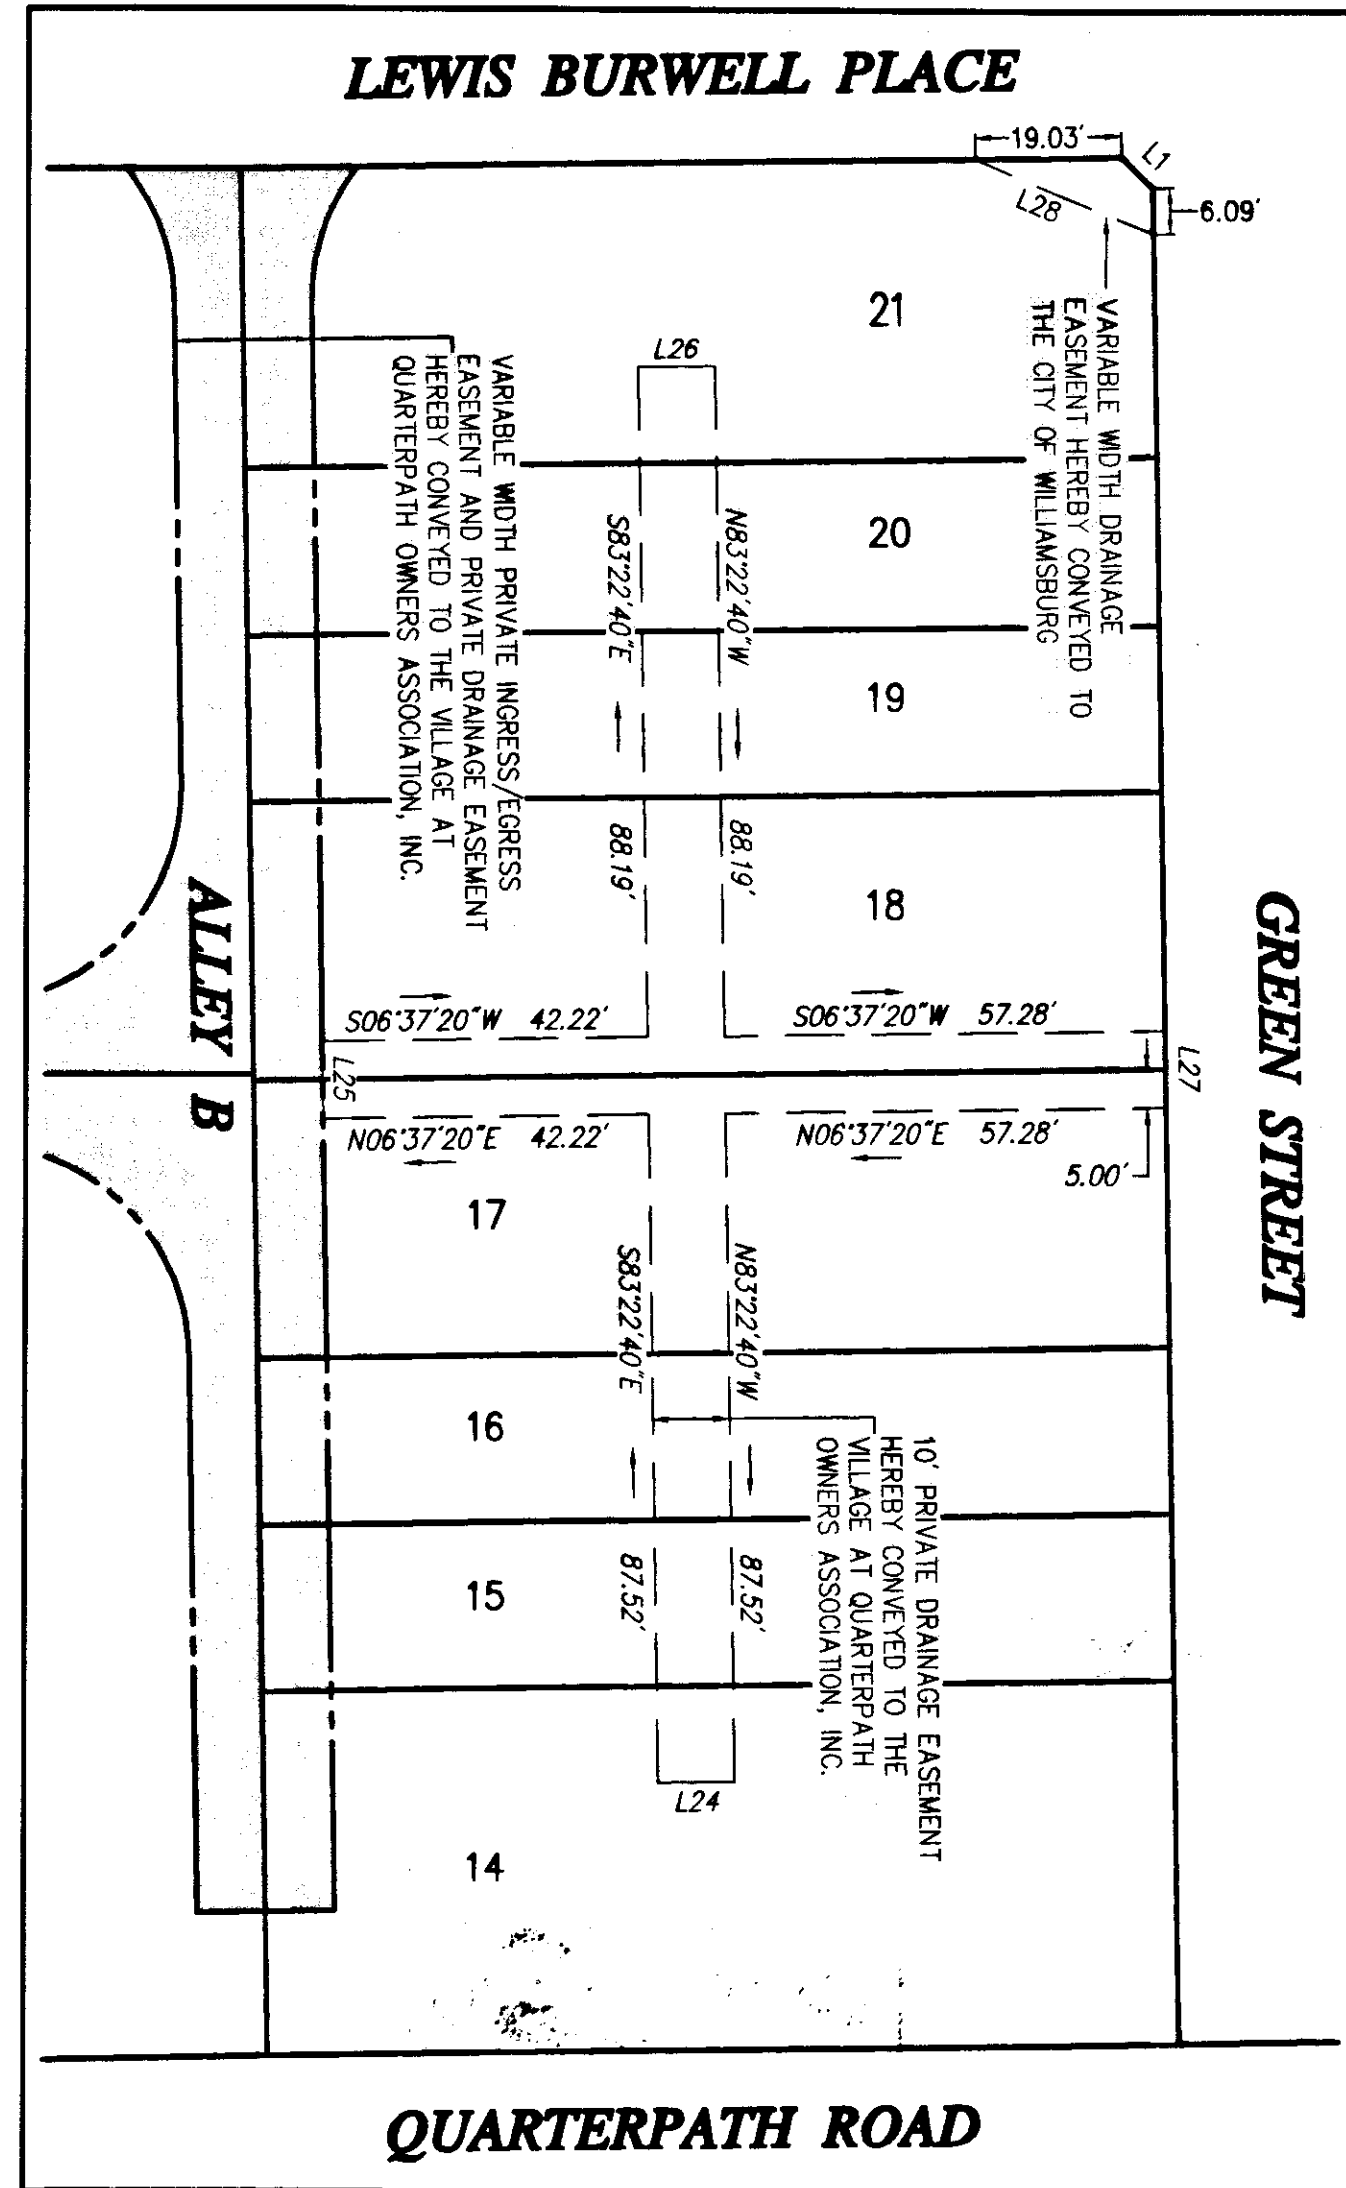 LEWIS BURWELL PLACE
19.03'
L1
L28
6.09'
21
VARIABLE WIDTH DRAINAGE
EASEMENT HEREBY CONVEYED TO
THE CITY OF WILLIAMSBURG
L26
VARIABLE WIDTH PRIVATE INGRESS/EGRESS
EASEMENT AND PRIVATE DRAINAGE EASEMENT
HEREBY CONVEYED TO THE VILLAGE AT
QUARTERPATH OWNERS ASSOCIATION, INC.
S83°22'40"E
N83°22'40"W
20
19
88.19'
88.19'
18
GREEN STREET
ALLEY B
S06°37'20"W 42.22'
S06°37'20"W 57.28'
L25
L27
N06°37'20"E 42.22'
N06°37'20"E 57.28'
5.00'
17
S83°22'40"E
N83°22'40"W
16
10' PRIVATE DRAINAGE EASEMENT
HEREBY CONVEYED TO THE
VILLAGE AT QUARTERPATH
OWNERS ASSOCIATION, INC.
87.52'
87.52'
15
L24
14
QUARTERPATH ROAD